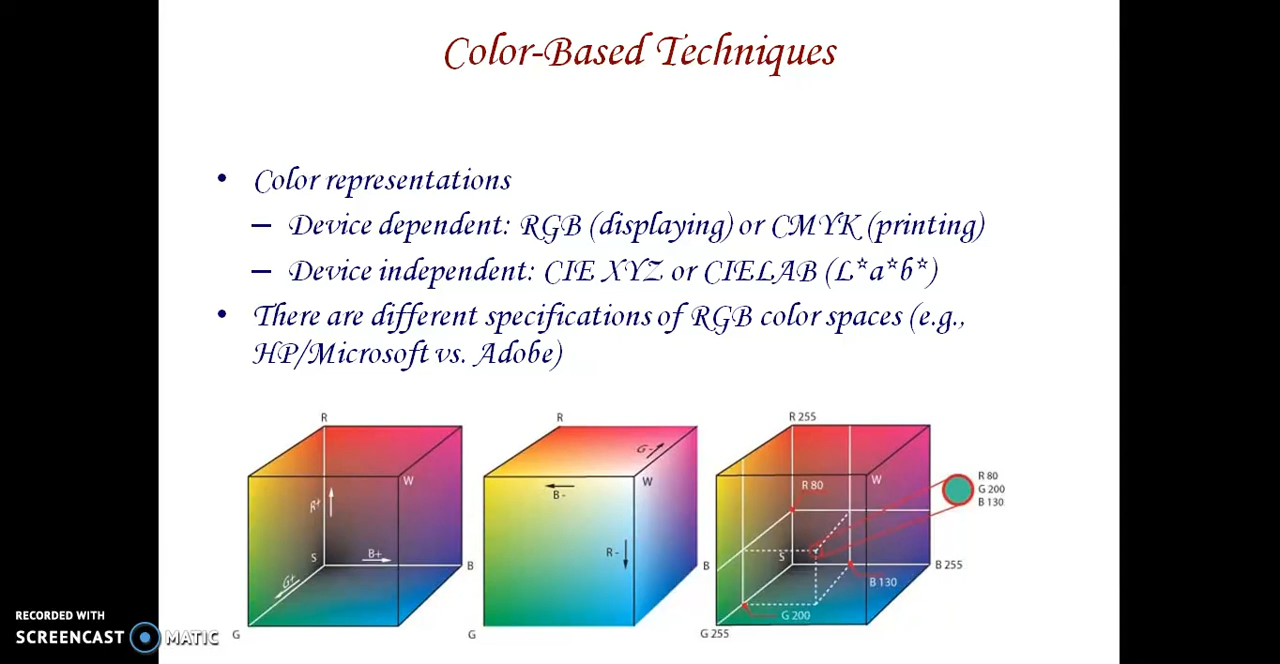 Color-Based Techniques
• Color representations
– Device dependent: RGB (displaying) or CMYK (printing)
– Device independent: CIE XYZ or CIELAB (L*a*b*)
• There are different specifications of RGB color spaces (e.g.,
HP/Microsoft vs. Adobe)
R
W
R+
S
B+
B
G+
G
R
G-
W
B-
R-
B
G
R 255
W
R 80
R 80
G 200
B 130
S
B 255
B 130
G 200
G 255
RECORDED WITH
SCREENCAST MATIC